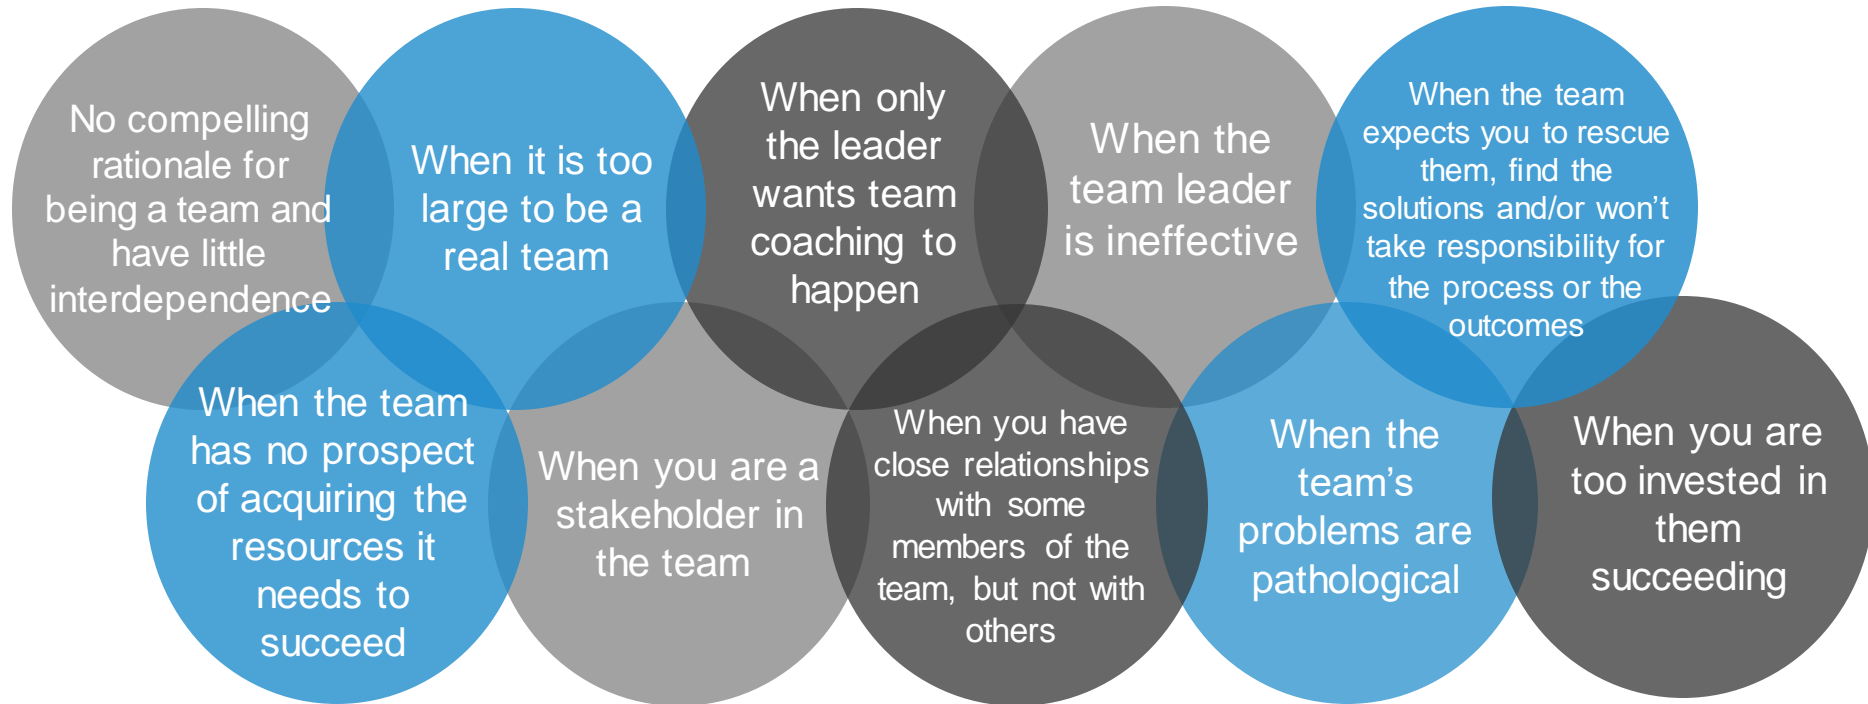 No compelling
rationale for
being a team and
have little
interdependence
When it is too
large to be a
real team
When only
the leader
wants team
coaching to
happen
When the
team leader
is ineffective
When the team
expects you to rescue
them, find the
solutions and/or won’t
take responsibility for
the process or the
outcomes
When the team
has no prospect
of acquiring the
resources it
needs to
succeed
When you are a
stakeholder in
the team
When you have
close relationships
with some
members of the
team, but not with
others
When the
team’s
problems are
pathological
When you are
too invested in
them
succeeding